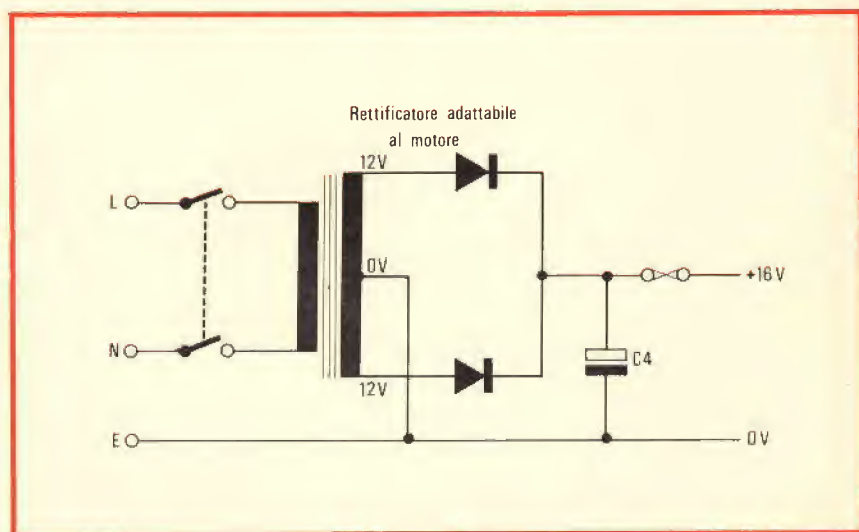 Rettificatore adattabile
al motore
12V
L
0V
+16V
N
C4
12V
E
0V